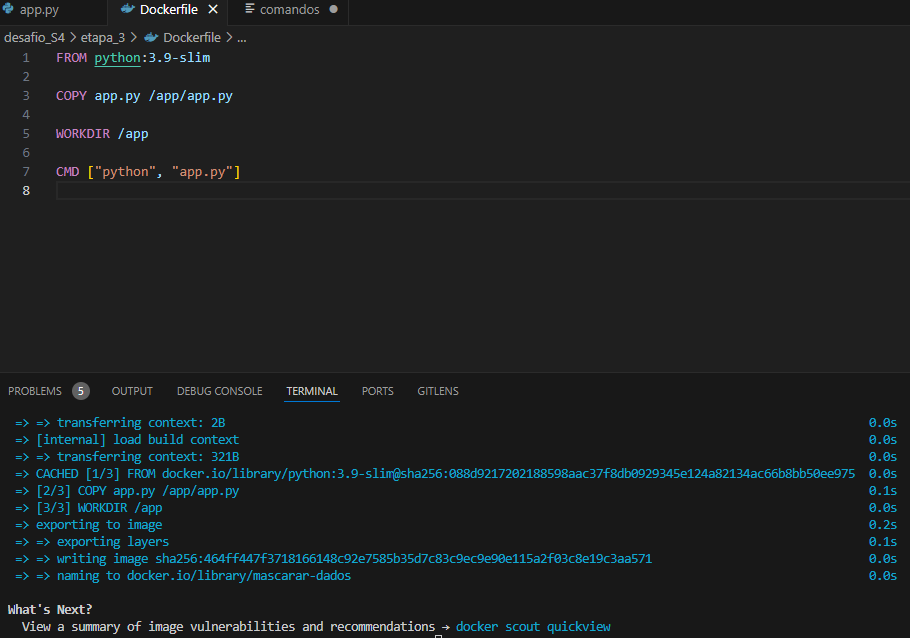 app.py Dockerfile comandos
desafio_S4 > etapa_3 > Dockerfile > ...
1 FROM python:3.9-slim
2
3 COPY app.py /app/app.py
4
5 WORKDIR /app
6
7 CMD ["python", "app.py"]
8
PROBLEMS 5 OUTPUT DEBUG CONSOLE TERMINAL PORTS GITLENS
=> => transferring context: 2B 0.0s
=> [internal] load build context 0.0s
=> => transferring context: 321B 0.0s
=> CACHED [1/3] FROM docker.io/library/python:3.9-slim@sha256:088d9217202188598aac37f8db0929345e124a82134ac66b8bb50ee975 0.0s
=> [2/3] COPY app.py /app/app.py 0.1s
=> [3/3] WORKDIR /app 0.0s
=> exporting to image 0.2s
=> => exporting layers 0.1s
=> => writing image sha256:464ff447f3718166148c92e7585b35d7c83c9ec9e90e115a2f03c8e19c3aa571 0.0s
=> => naming to docker.io/library/mascarar-dados 0.0s
What's Next?
View a summary of image vulnerabilities and recommendations → docker scout quickview